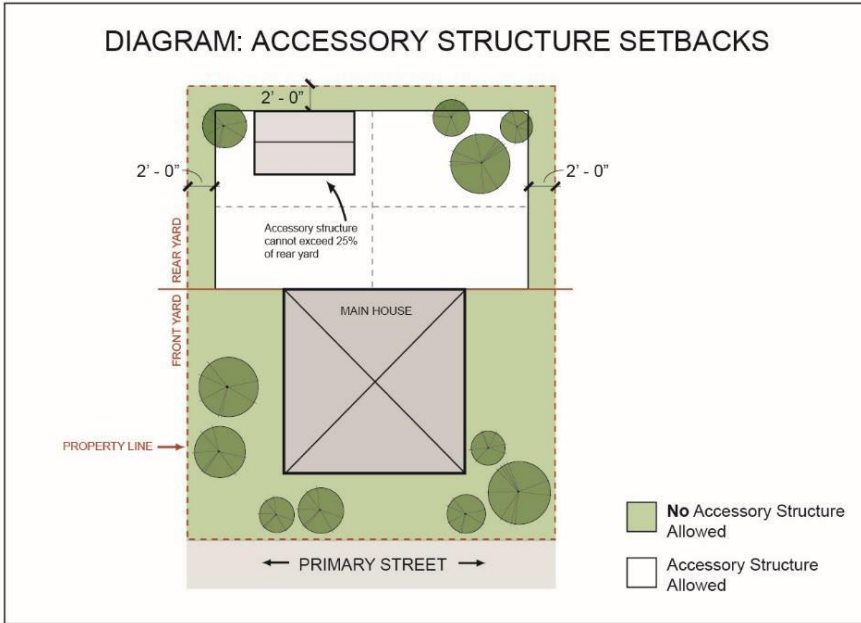 DIAGRAM: ACCESSORY STRUCTURE SETBACKS
2' - 0"
2' - 0"
2' - 0"
Accessory structure
cannot exceed 25%
of rear yard
REAR YARD
FRONT YARD
MAIN HOUSE
PROPERTY LINE
No Accessory Structure
Allowed
Accessory Structure
Allowed
PRIMARY STREET